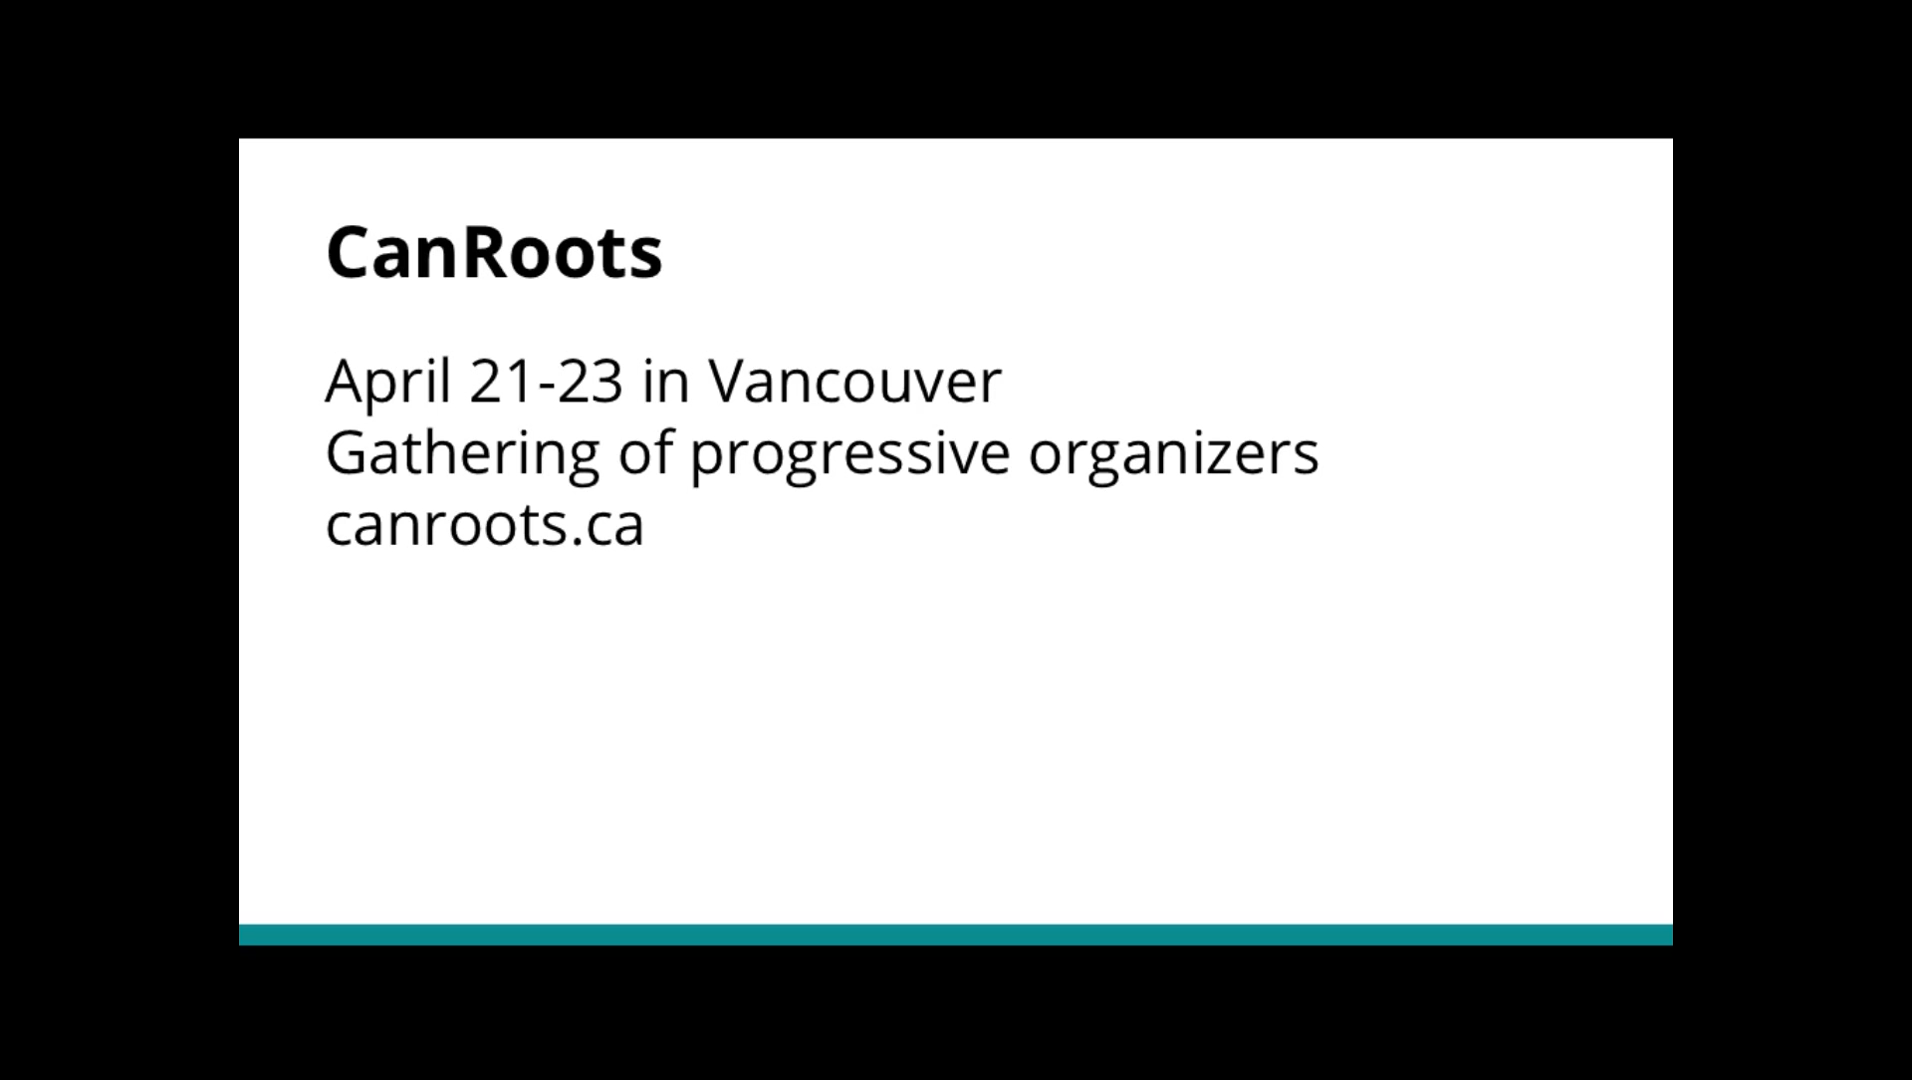 CanRoots
April 21-23 in Vancouver
Gathering of progressive organizers
canroots.ca